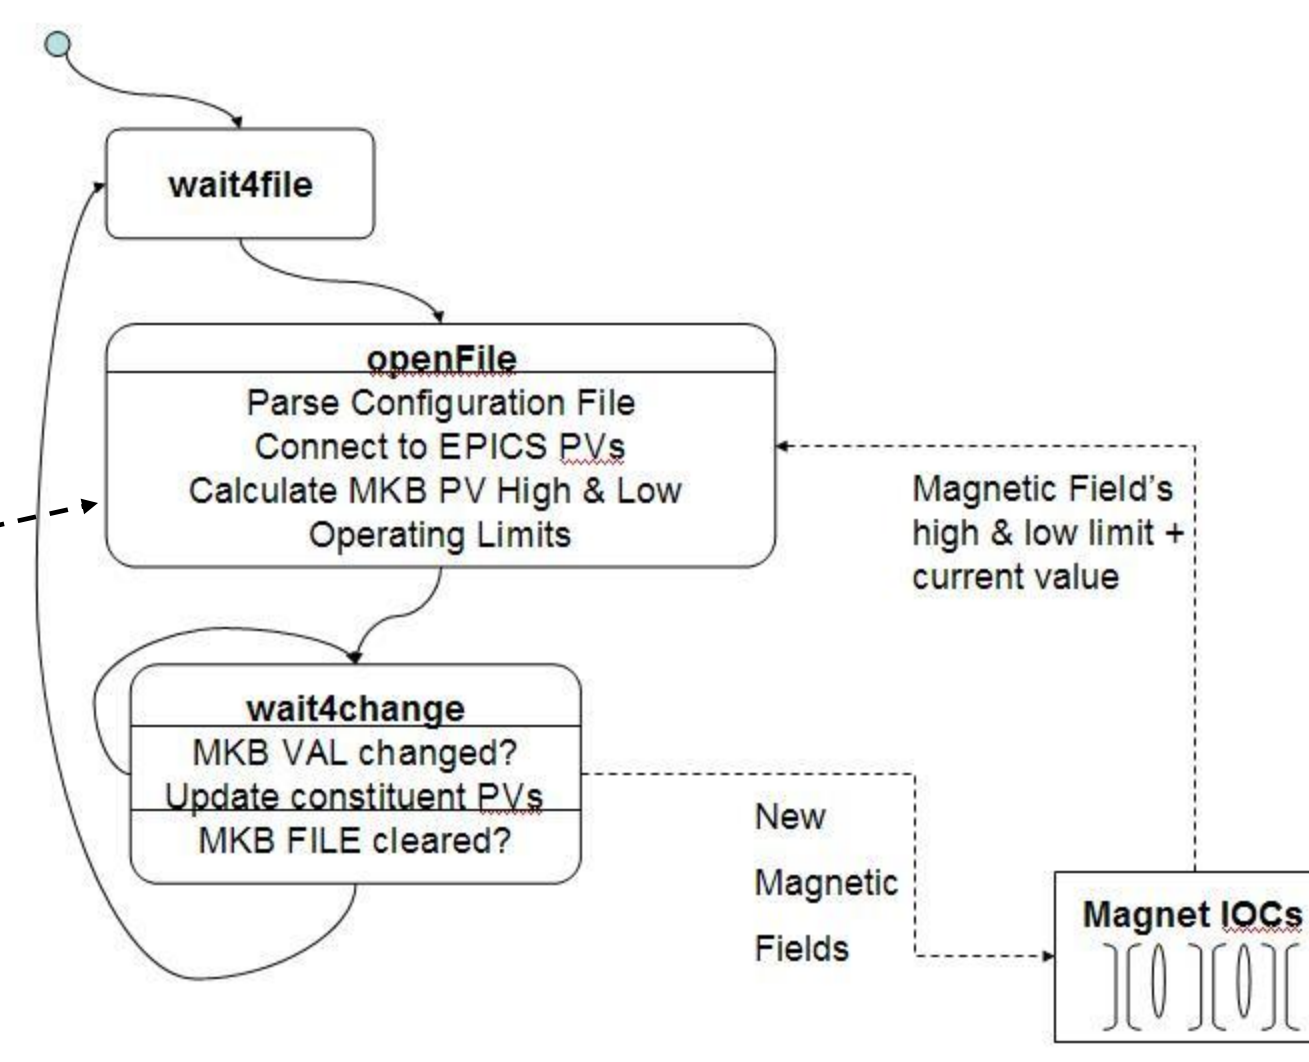 wait4file
openFile
Parse Configuration File
Connect to EPICS PVs
Calculate MKB PV High & Low
Operating Limits
Magnetic Field's
high & low limit +
current value
wait4change
MKB VAL changed?
Update constituent PVs
MKB FILE cleared?
New
Magnetic
Fields
Magnet IOCs